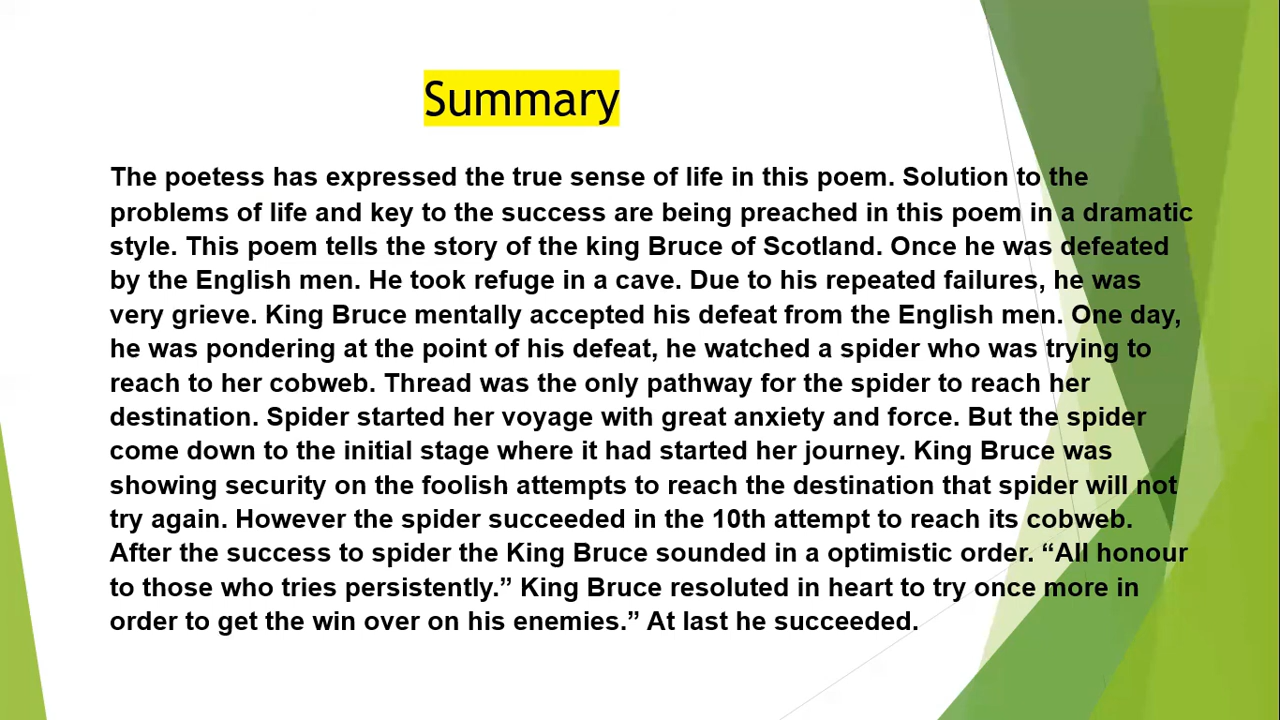 Summary
The poetess has expressed the true sense of life in this poem. Solution to the
problems of life and key to the success are being preached in this poem in a dramatic
style. This poem tells the story of the king Bruce of Scotland. Once he was defeated
by the English men. He took refuge in a cave. Due to his repeated failures, he was
very grieve. King Bruce mentally accepted his defeat from the English men. One day,
he was pondering at the point of his defeat, he watched a spider who was trying to
reach to her cobweb. Thread was the only pathway for the spider to reach her
destination. Spider started her voyage with great anxiety and force. But the spider
come down to the initial stage where it had started her journey. King Bruce was
showing security on the foolish attempts to reach the destination that spider will not
try again. However the spider succeeded in the 10th attempt to reach its cobweb.
After the success to spider the King Bruce sounded in a optimistic order. “All honour
to those who tries persistently.” King Bruce resoluted in heart to try once more in
order to get the win over on his enemies.” At last he succeeded.